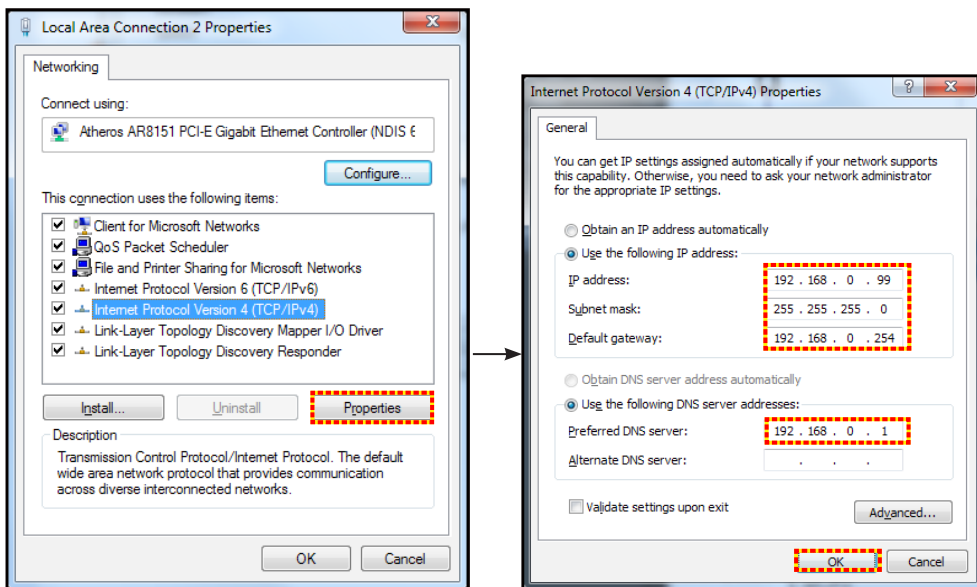 Local Area Connection 2 Properties
Networking
Connect using:
Atheros AR8151 PCI-E Gigabit Ethernet Controller (NDIS 6
Configure...
This connection uses the following items:
Client for Microsoft Networks
QoS Packet Scheduler
File and Printer Sharing for Microsoft Networks
Internet Protocol Version 6 (TCP/IPv6)
Internet Protocol Version 4 (TCP/IPv4)
Link-Layer Topology Discovery Mapper I/O Driver
Link-Layer Topology Discovery Responder
Install... Uninstall Properties
Description
Transmission Control Protocol/Internet Protocol. The default
wide area network protocol that provides communication
across diverse interconnected networks.
OK Cancel
Internet Protocol Version 4 (TCP/IPv4) Properties
General
You can get IP settings assigned automatically if your network supports
this capability. Otherwise, you need to ask your network administrator
for the appropriate IP settings.
Obtain an IP address automatically
Use the following IP address:
IP address: 192 . 168 . 0 . 99
Subnet mask: 255 . 255 . 255 . 0
Default gateway: 192 . 168 . 0 . 254
Obtain DNS server address automatically
Use the following DNS server addresses:
Preferred DNS server: 192 . 168 . 0 . 1
Alternate DNS server: . . .
Validate settings upon exit
Advanced...
OK Cancel